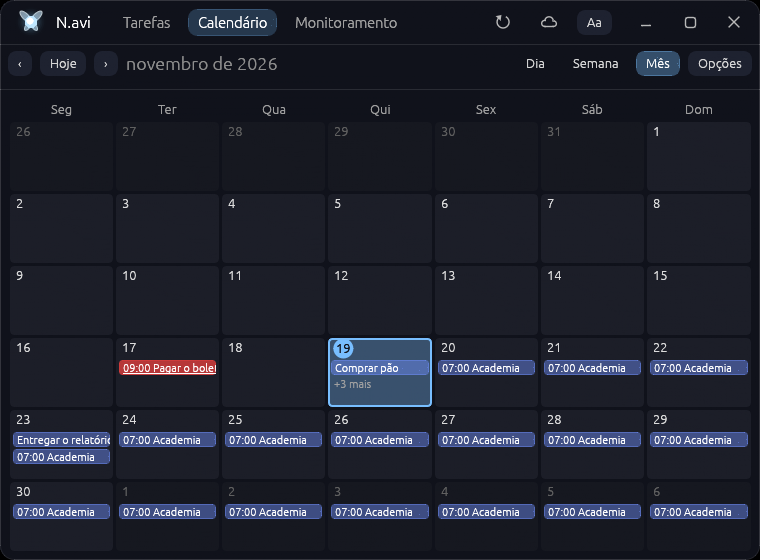 N.avi Tarefas Calendário Monitoramento Aa
‹ Hoje › novembro de 2026 Dia Semana Mês Opções
Seg Ter Qua Qui Sex Sáb Dom
26 27 28 29 30 31 1
2 3 4 5 6 7 8
9 10 11 12 13 14 15
16 17 18 19 20 21 22
09:00 Pagar o bole Comprar pão 07:00 Academia 07:00 Academia 07:00 Academia
+3 mais
23 24 25 26 27 28 29
Entregar o relatório 07:00 Academia 07:00 Academia 07:00 Academia 07:00 Academia 07:00 Academia 07:00 Academia
07:00 Academia
30 1 2 3 4 5 6
07:00 Academia 07:00 Academia 07:00 Academia 07:00 Academia 07:00 Academia 07:00 Academia 07:00 Academia